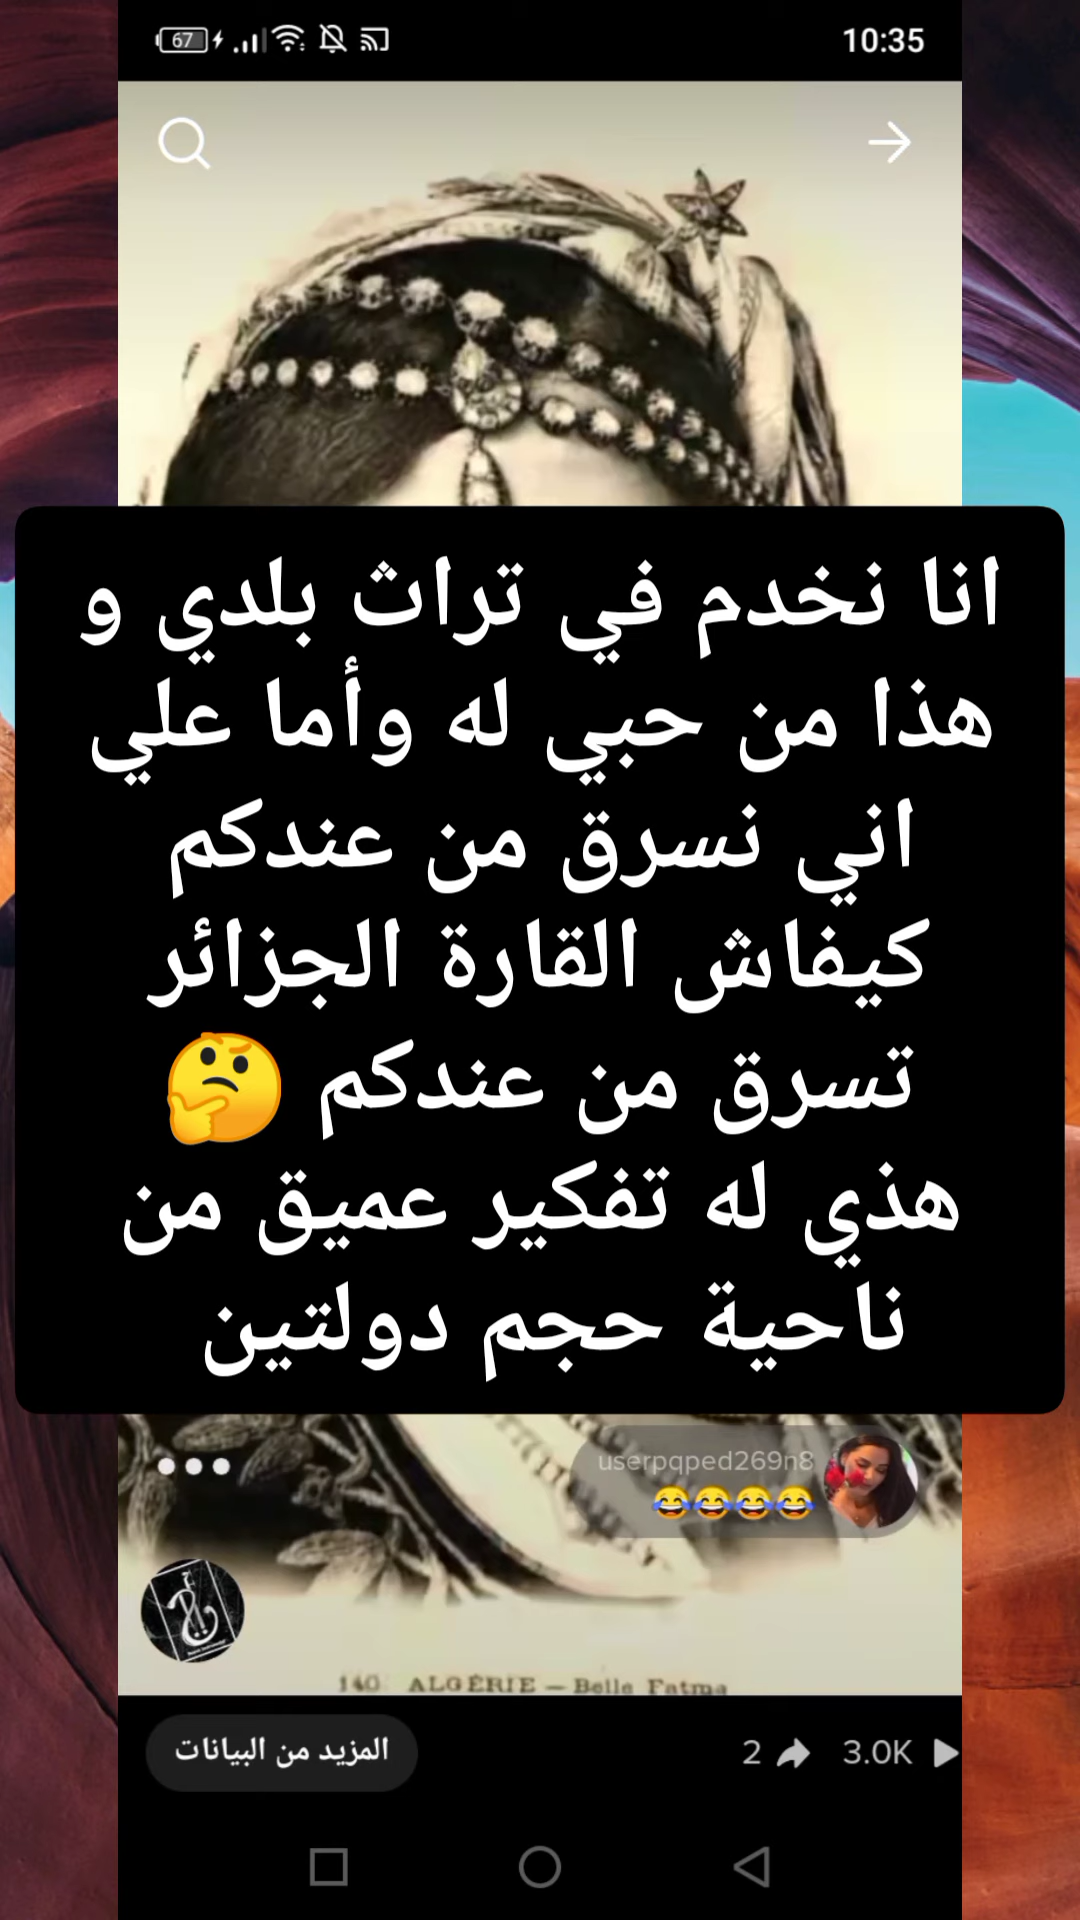 67
10:35
انا نخدم في تراث بلدي و
هذا من حبي له وأما علي
اني نسرق من عندكم
كيفاش القارة الجزائر
تسرق من عندكم 🤔
هذي له تفكير عميق من
ناحية حجم دولتين
userpqped269n8
😂😂😂😂
140 ALGÉRIE — Belle Fatma
المزيد من البيانات
2
3.0K